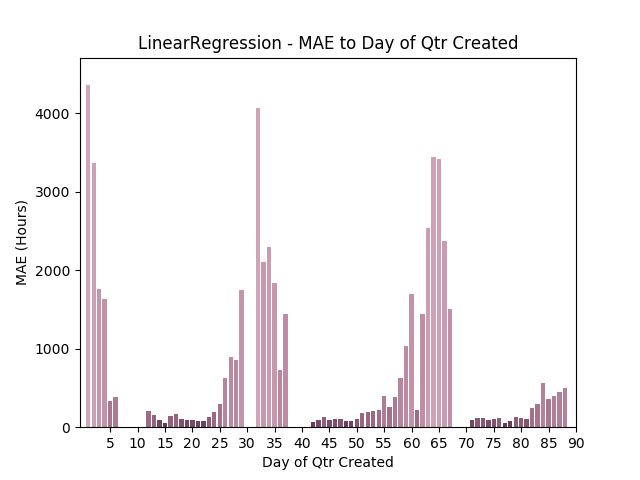 LinearRegression - MAE to Day of Qtr Created
MAE (Hours)
4000
3000
2000
1000
0
5 10 15 20 25 30 35 40 45 50 55 60 65 70 75 80 85 90
Day of Qtr Created